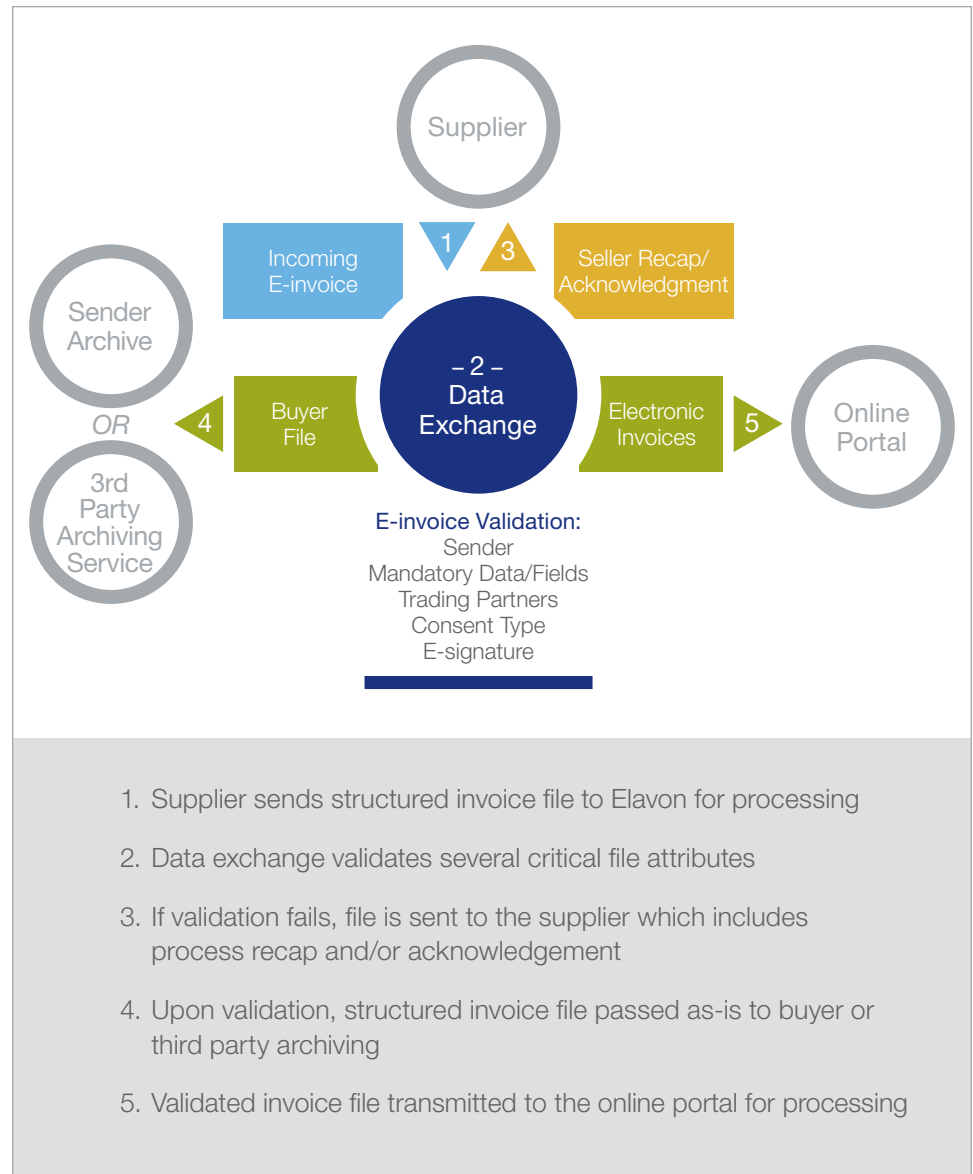 Supplier
Incoming
E-invoice
1
3
Seller Recap/
Acknowledgment
Sender
Archive
OR
3rd
Party
Archiving
Service
4
Buyer
File
– 2 –
Data
Exchange
Electronic
Invoices
5
Online
Portal
E-invoice Validation:
Sender
Mandatory Data/Fields
Trading Partners
Consent Type
E-signature
1. Supplier sends structured invoice file to Elavon for processing
2. Data exchange validates several critical file attributes
3. If validation fails, file is sent to the supplier which includes
process recap and/or acknowledgement
4. Upon validation, structured invoice file passed as-is to buyer or
third party archiving
5. Validated invoice file transmitted to the online portal for processing